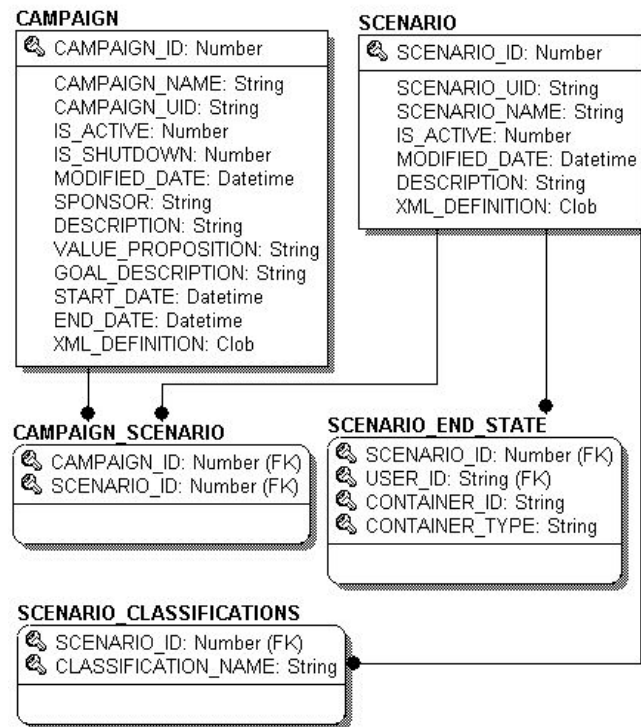 CAMPAIGN
CAMPAIGN_ID: Number
CAMPAIGN_NAME: String
CAMPAIGN_UID: String
IS_ACTIVE: Number
IS_SHUTDOWN: Number
MODIFIED_DATE: Datetime
SPONSOR: String
DESCRIPTION: String
VALUE_PROPOSITION: String
GOAL_DESCRIPTION: String
START_DATE: Datetime
END_DATE: Datetime
XML_DEFINITION: Clob
SCENARIO
SCENARIO_ID: Number
SCENARIO_UID: String
SCENARIO_NAME: String
IS_ACTIVE: Number
MODIFIED_DATE: Datetime
DESCRIPTION: String
XML_DEFINITION: Clob
CAMPAIGN_SCENARIO
CAMPAIGN_ID: Number (FK)
SCENARIO_ID: Number (FK)
SCENARIO_END_STATE
SCENARIO_ID: Number (FK)
USER_ID: String (FK)
CONTAINER_ID: String
CONTAINER_TYPE: String
SCENARIO_CLASSIFICATIONS
SCENARIO_ID: Number (FK)
CLASSIFICATION_NAME: String